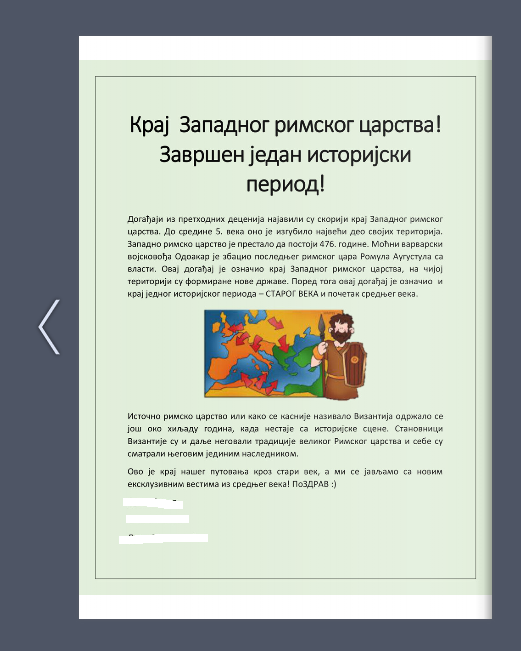 Крај  Западног римског царства!
Завршен један историјски
период!
Догађаји из претходних деценија најавили су скорији крај Западног римског
царства. До средине 5. века оно је изгубило највећи део својих територија.
Западно римско царство је престало да постоји 476. године. Моћни варварски
војсковођа Одоакар је збацио последњег римског цара Ромула Аугустула са
власти. Овај догађај је означио крај Западног римског царства, на чијој
територији су формиране нове државе. Поред тога овај догађај је означио  и
крај једног историјског периода – СТАРОГ ВЕКА и почетак средњег века.
Источно римско царство или како се касније називало Византија одржало се
још око хиљаду година, када нестаје са историјске сцене. Становници
Византије су и даље неговали традиције великог Римског царства и себе су
сматрали његовим јединим наследником.
Ово је крај нашег путовања кроз стари век, а ми се јављамо са новим
ексклузивним вестима из средњег века! ПоЗДРАВ :)